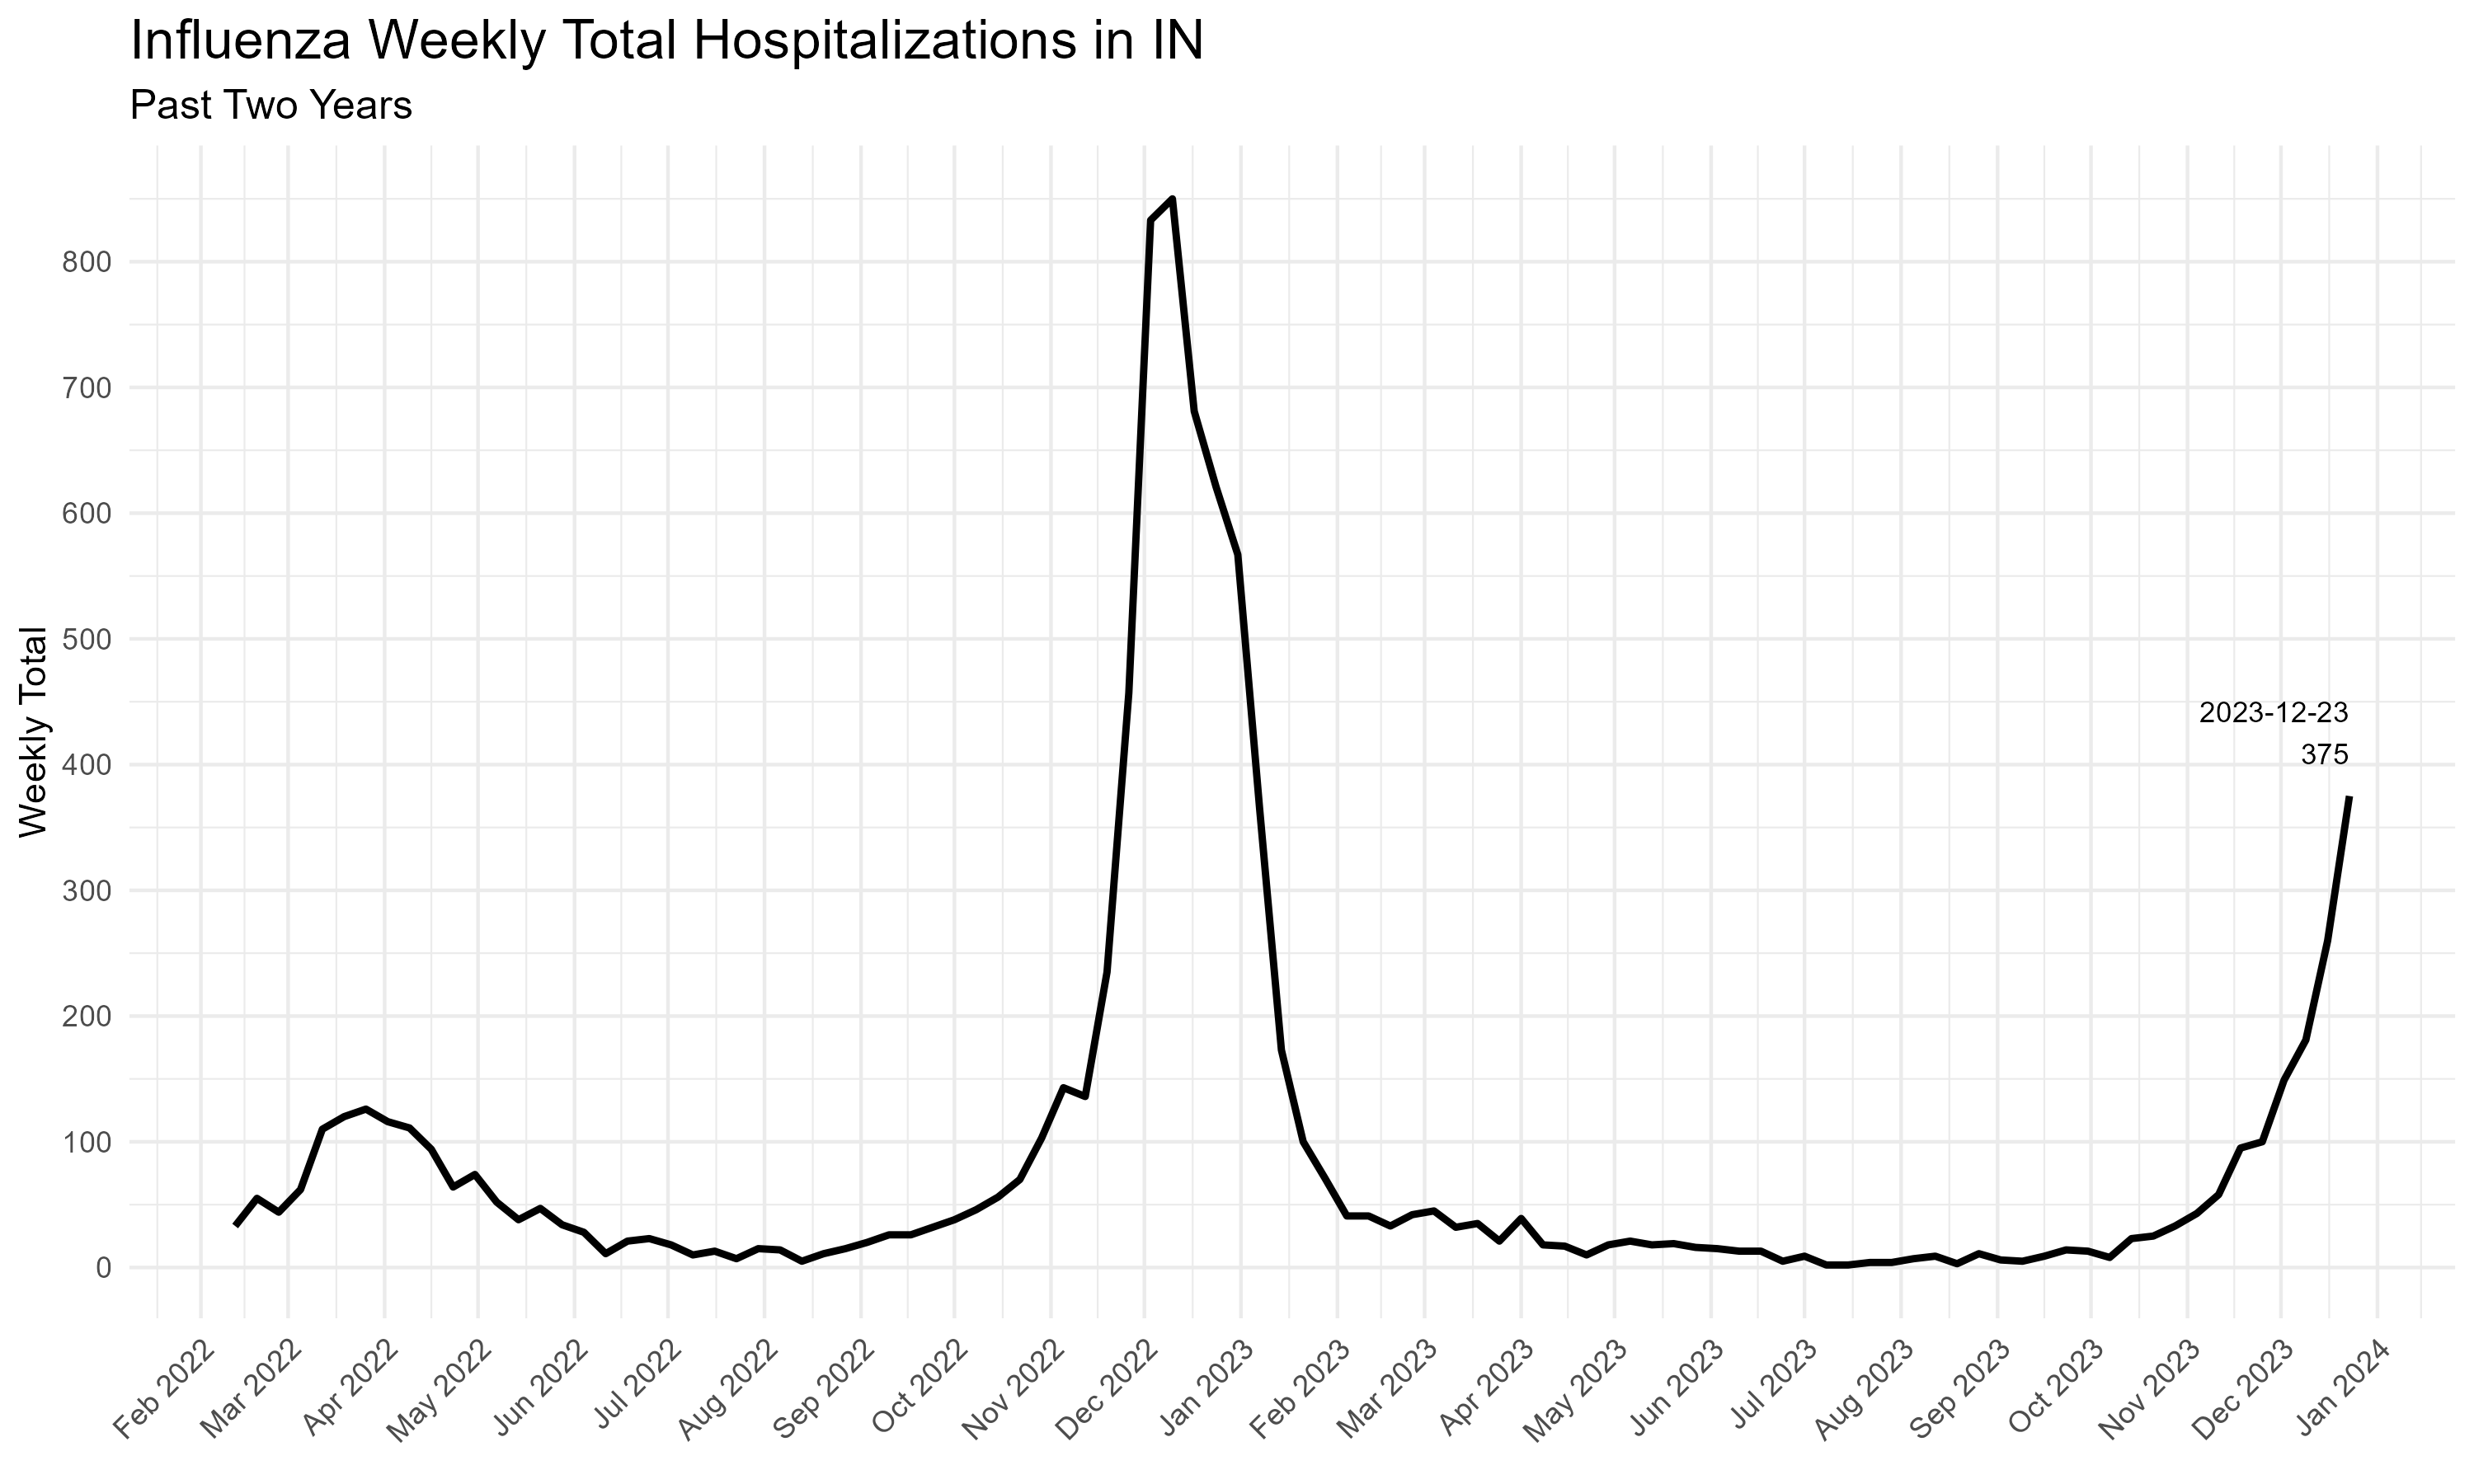 Influenza Weekly Total Hospitalizations in IN
Past Two Years
Weekly Total
800
700
600
500
400
300
200
100
0
2023-12-23
375
Feb 2022
Mar 2022
Apr 2022
May 2022
Jun 2022
Jul 2022
Aug 2022
Sep 2022
Oct 2022
Nov 2022
Dec 2022
Jan 2023
Feb 2023
Mar 2023
Apr 2023
May 2023
Jun 2023
Jul 2023
Aug 2023
Sep 2023
Oct 2023
Nov 2023
Dec 2023
Jan 2024